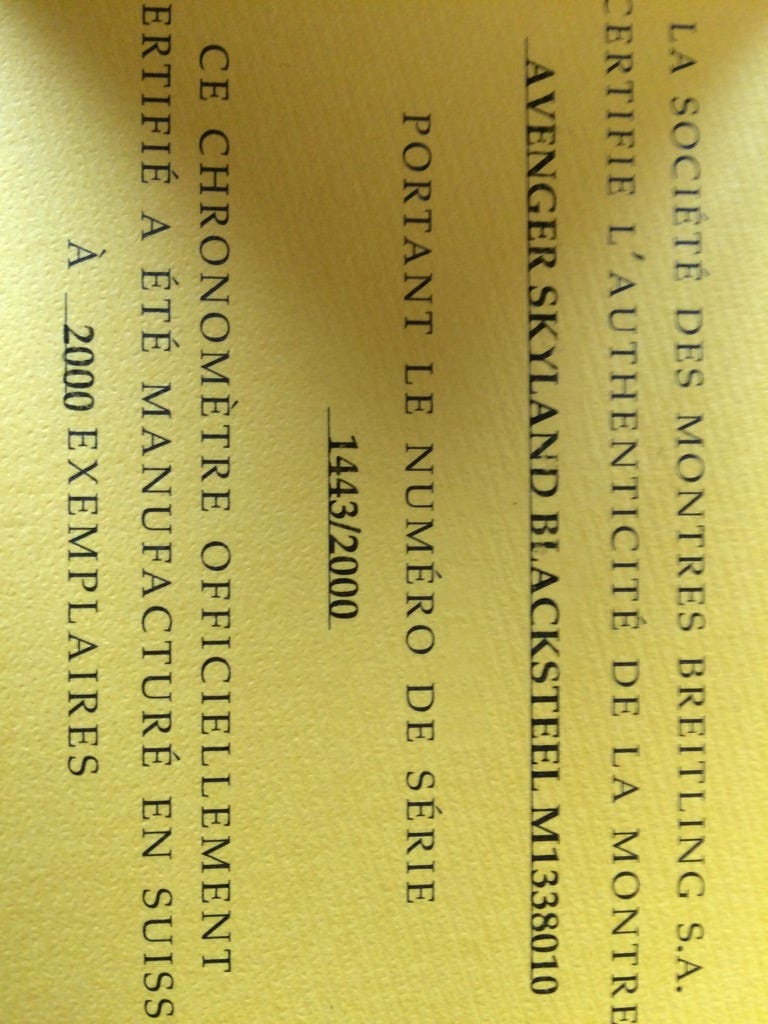 LA SOCIÉTÉ DES MONTRES BREITLING S.A.
CERTIFIE L'AUTHENTICITÉ DE LA MONTRE
AVENGER SKYLAND BLACKSTEEL M1338010
PORTANT LE NUMÉRO DE SÉRIE
1443/2000
CE CHRONOMÈTRE OFFICIELLEMENT
ERTIFIÉ A ÉTÉ MANUFACTURÉ EN SUISS
À 2000 EXEMPLAIRES